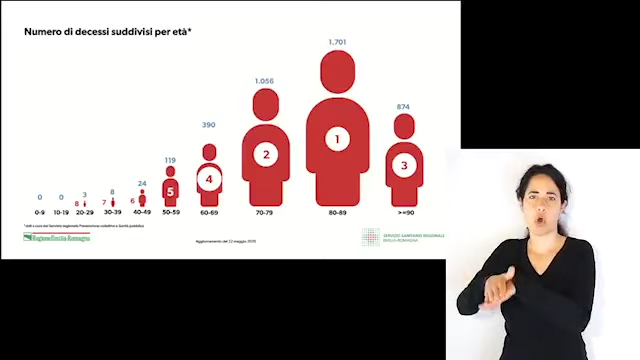 Numero di decessi suddivisi per età*
1.701
1.056
874
390
119
24
8
3
0
0
1
2
3
4
5
6
7
8
0-9 10-19 20-29 30-39 40-49 50-59 60-69 70-79 80-89 >=90
*dati a cura del Servizio regionale Prevenzione collettiva e Sanità pubblica
Regione Emilia-Romagna
Aggiornamento del 12 maggio 2020
SERVIZIO SANITARIO REGIONALE
EMILIA-ROMAGNA